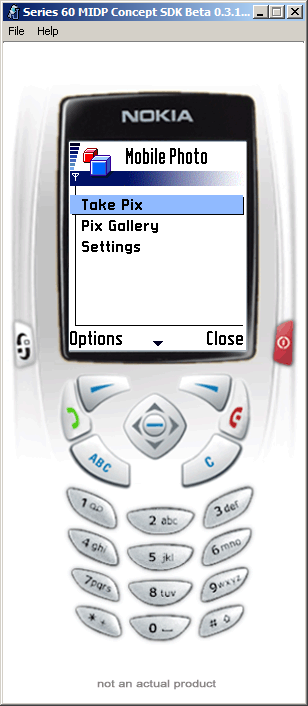 Series 60 MIDP Concept SDK Beta 0.3.1...
File Help
NOKIA
Mobile Photo
Take Pix
Pix Gallery
Settings
Options Close
ABC C
1 oo
2 abc
3 def
4 ghi
5 jkl
6 mno
7 pqrs
8 tuv
9 wxyz
* +
0
#
not an actual product